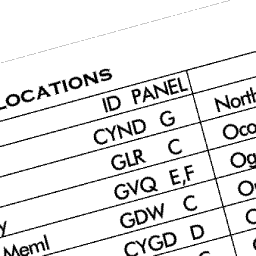 LOCATIONS
ID PANEL
CYND G North
GLR C Oco
GVQ E,F Og
y GDW C
Meml CYGD D